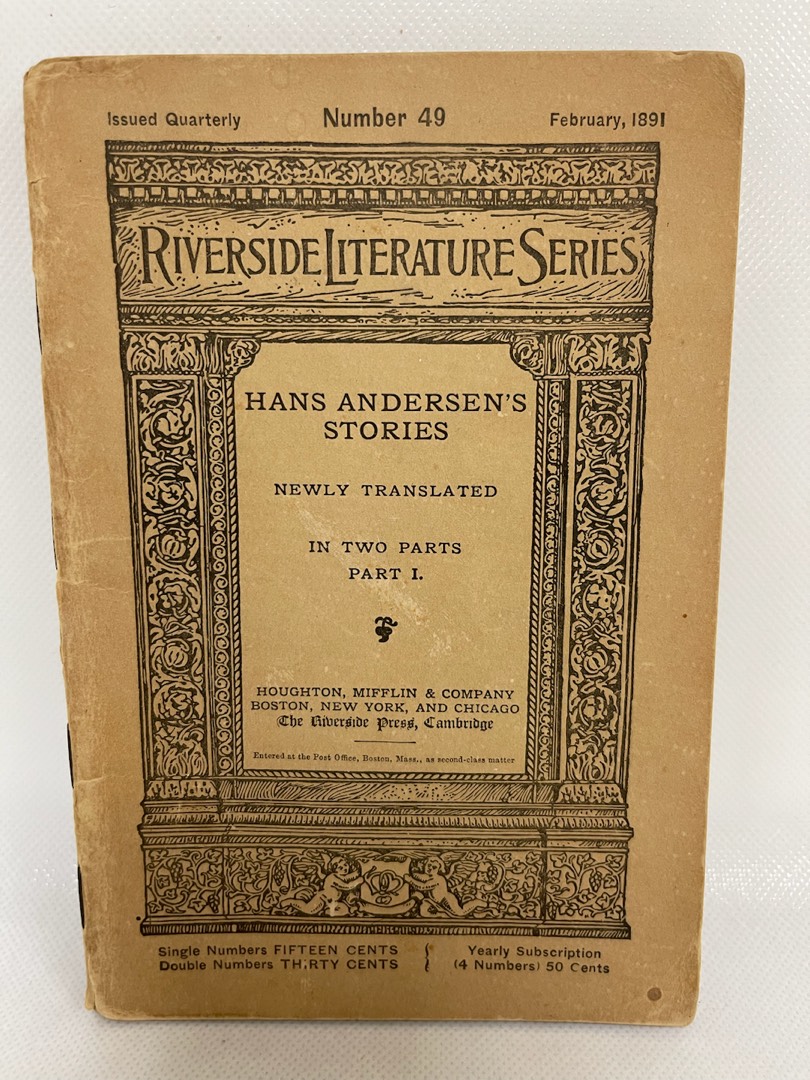 Issued Quarterly Number 49 February, 1891
RIVERSIDE LITERATURE SERIES
HANS ANDERSEN'S
STORIES
NEWLY TRANSLATED
IN TWO PARTS
PART I.
HOUGHTON, MIFFLIN & COMPANY
BOSTON, NEW YORK, AND CHICAGO
The Riverside Press, Cambridge
Entered at the Post Office, Boston, Mass., as second-class matter
Single Numbers FIFTEEN CENTS
Double Numbers THIRTY CENTS
Yearly Subscription
(4 Numbers) 50 Cents